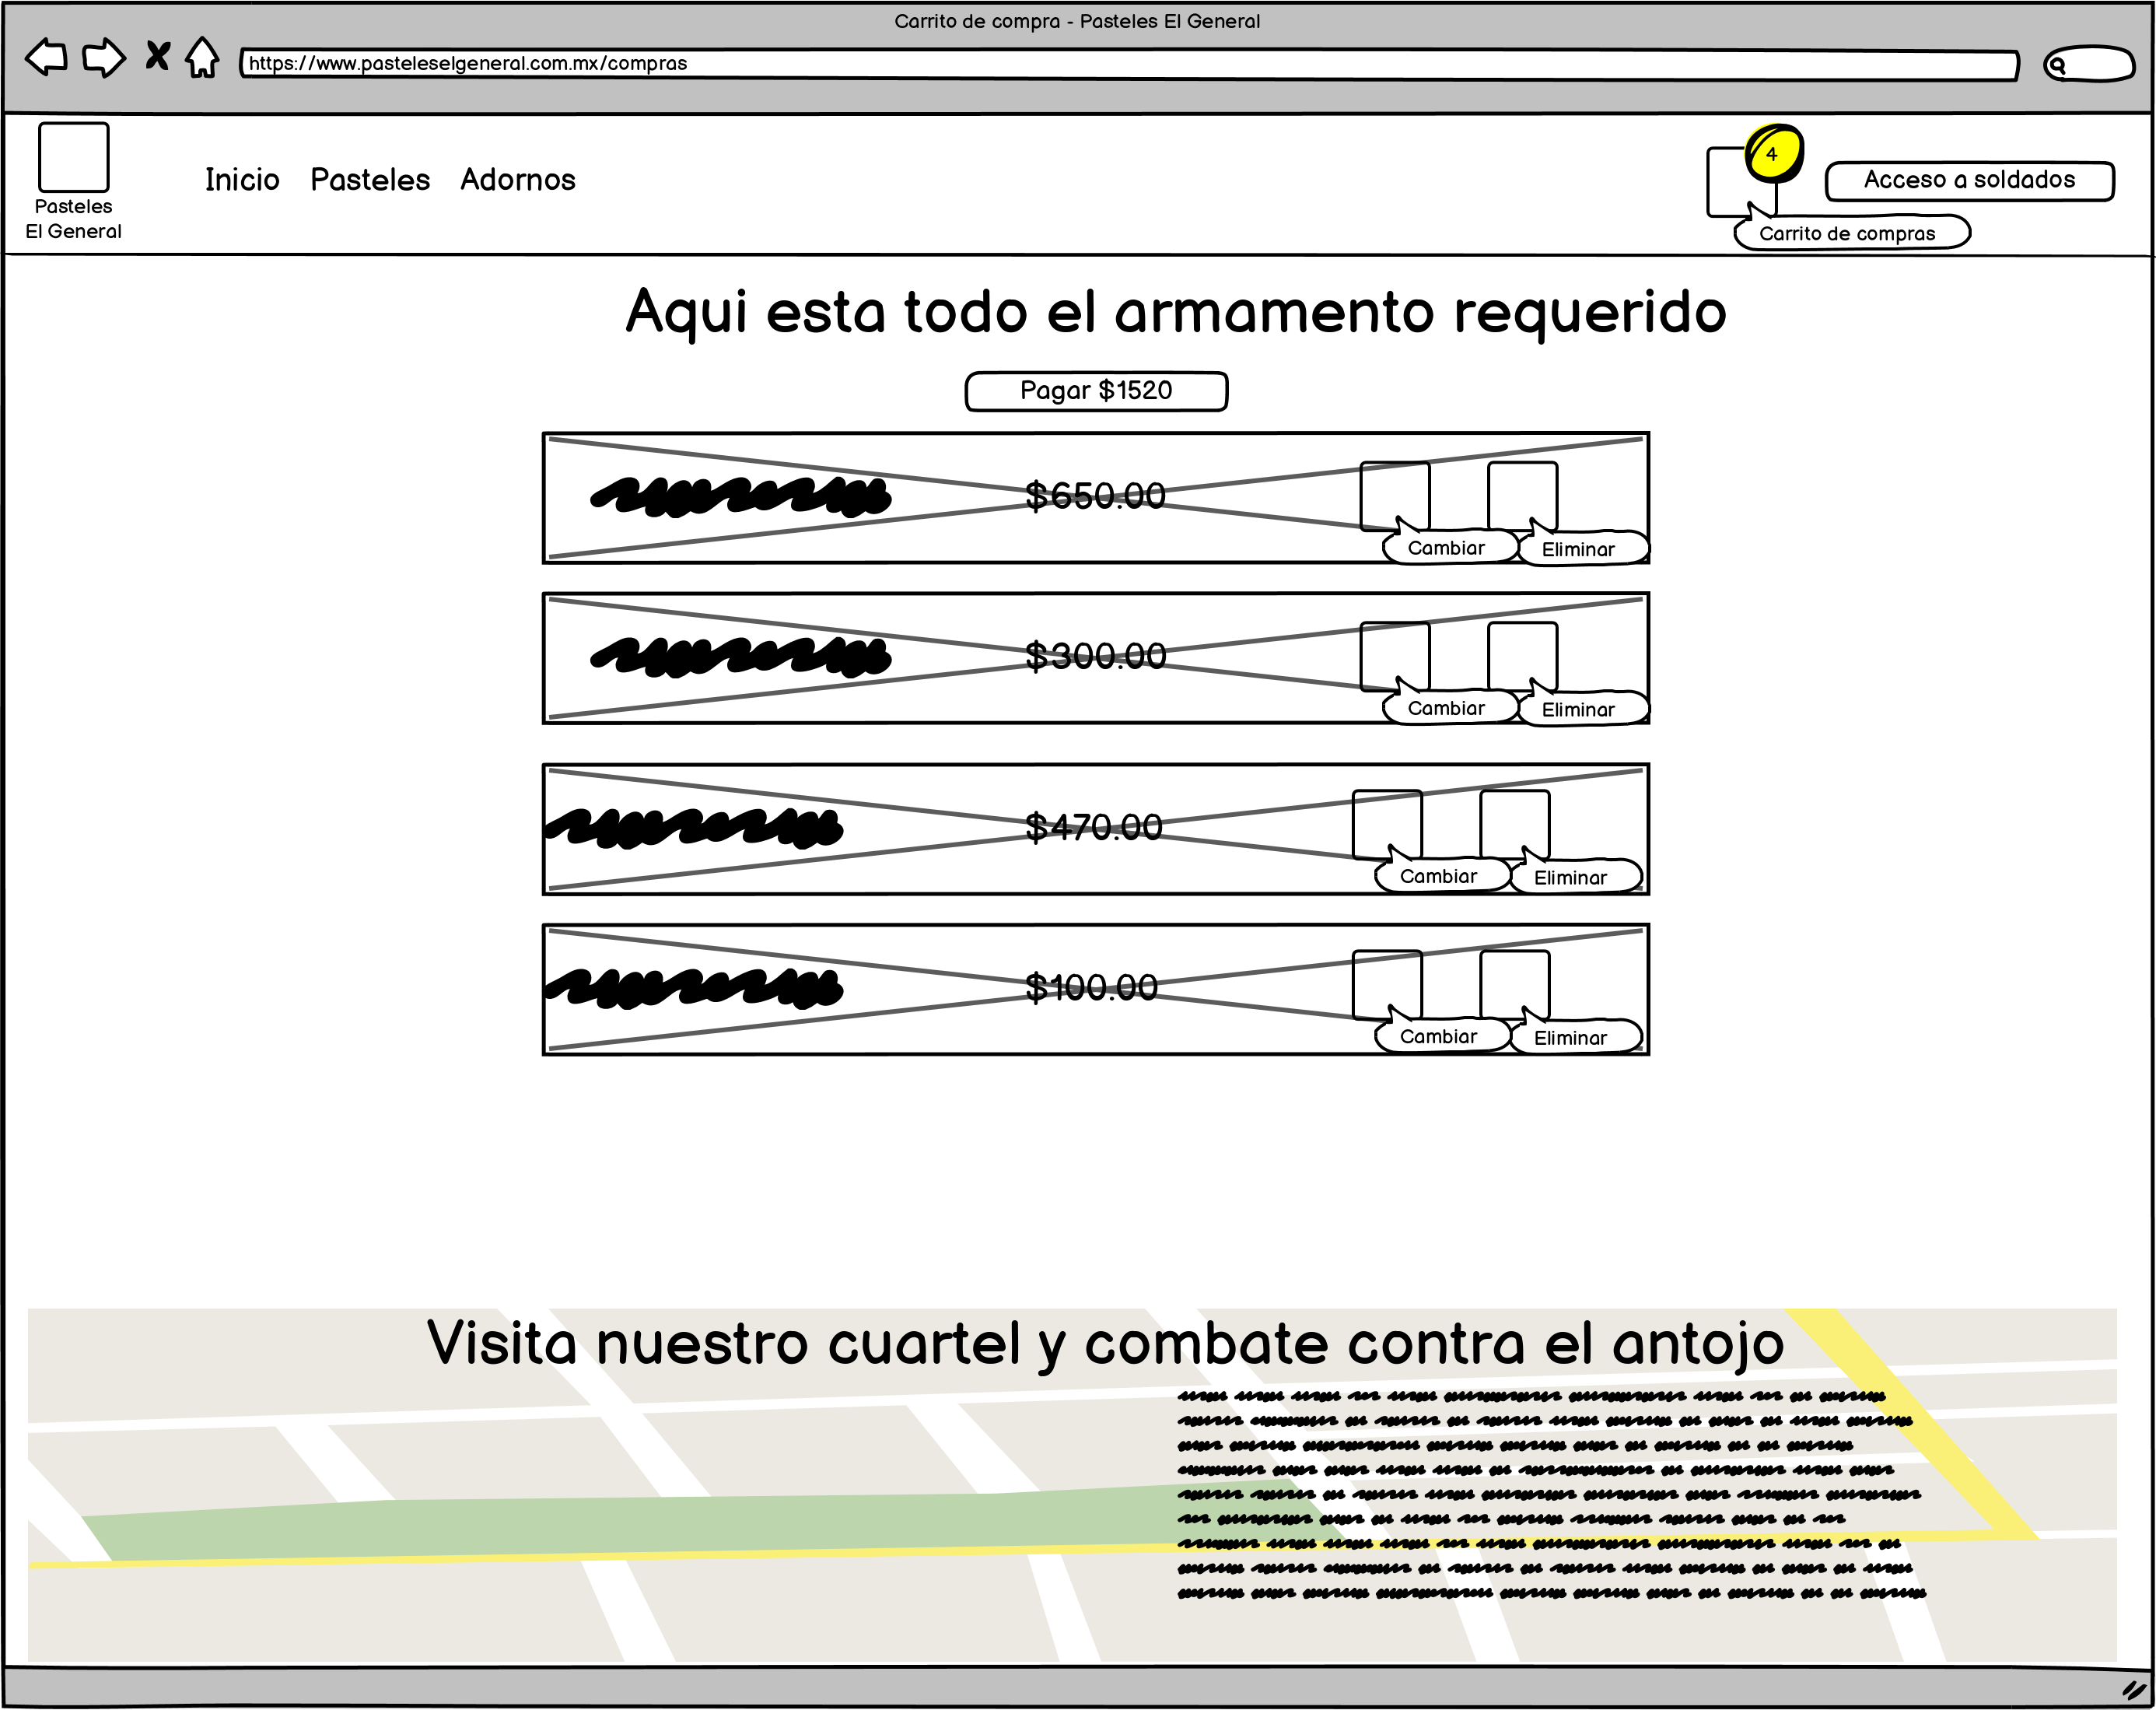 Carrito de compra - Pasteles El General
https://www.pasteleselgeneral.com.mx/compras
Pasteles
El General
Inicio Pasteles Adornos
4
Acceso a soldados
Carrito de compras
Aqui esta todo el armamento requerido
Pagar $1520
$650.00
Cambiar Eliminar
$300.00
Cambiar Eliminar
$470.00
Cambiar Eliminar
$100.00
Cambiar Eliminar
Visita nuestro cuartel y combate contra el antojo